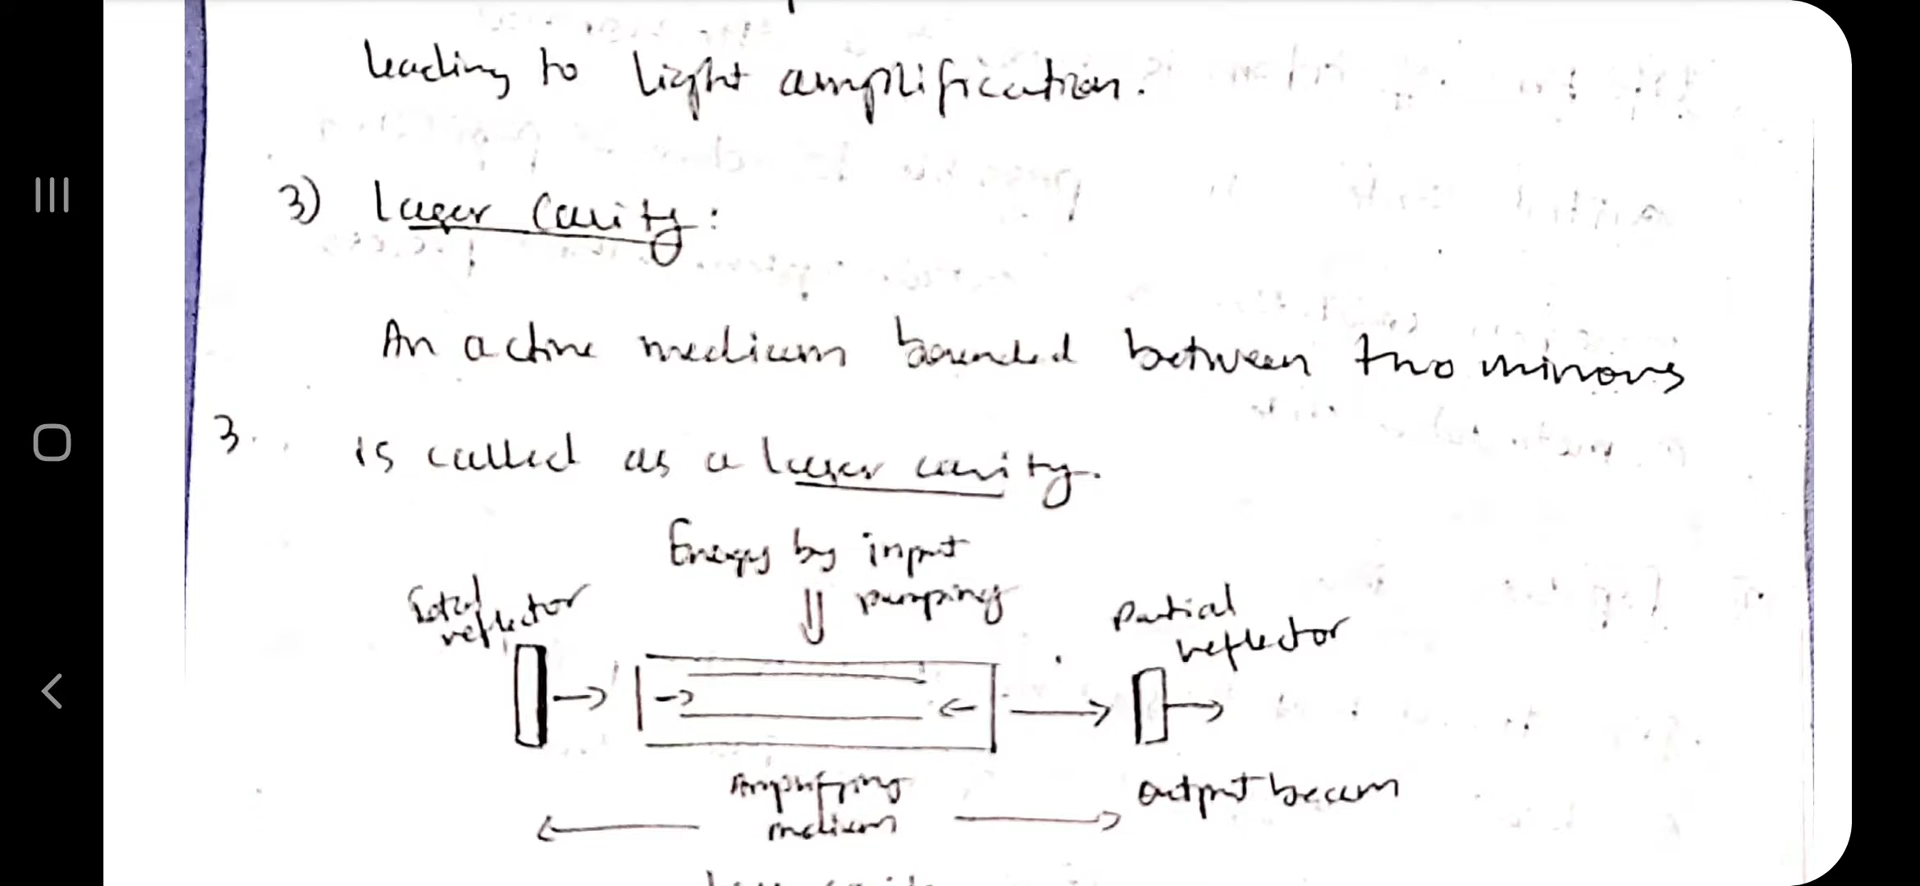 leading to light amplification.
3) Laser Cavity:
An active medium bounded between two mirrors
3.
is called as a laser cavity.
Energy by input
pumping
Total
reflector
Partial
reflector
Amplifying
medium
Output beam